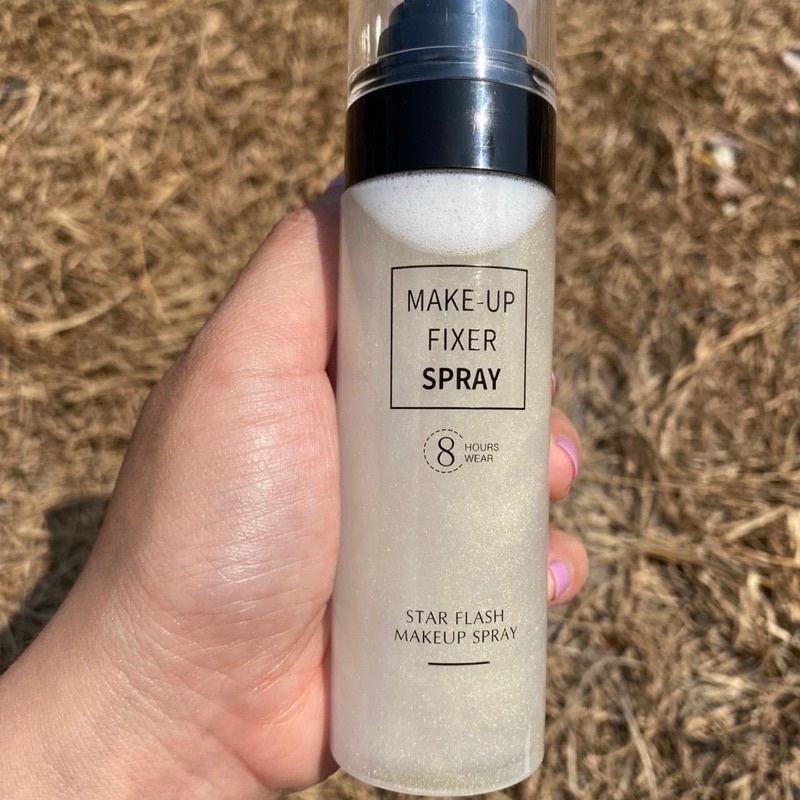 MAKE-UP
FIXER
SPRAY
8 HOURS
WEAR
STAR FLASH
MAKEUP SPRAY